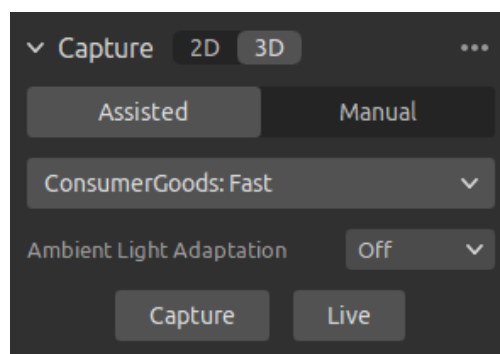 Capture 2D 3D
Assisted Manual
ConsumerGoods: Fast
Ambient Light Adaptation Off
Capture Live